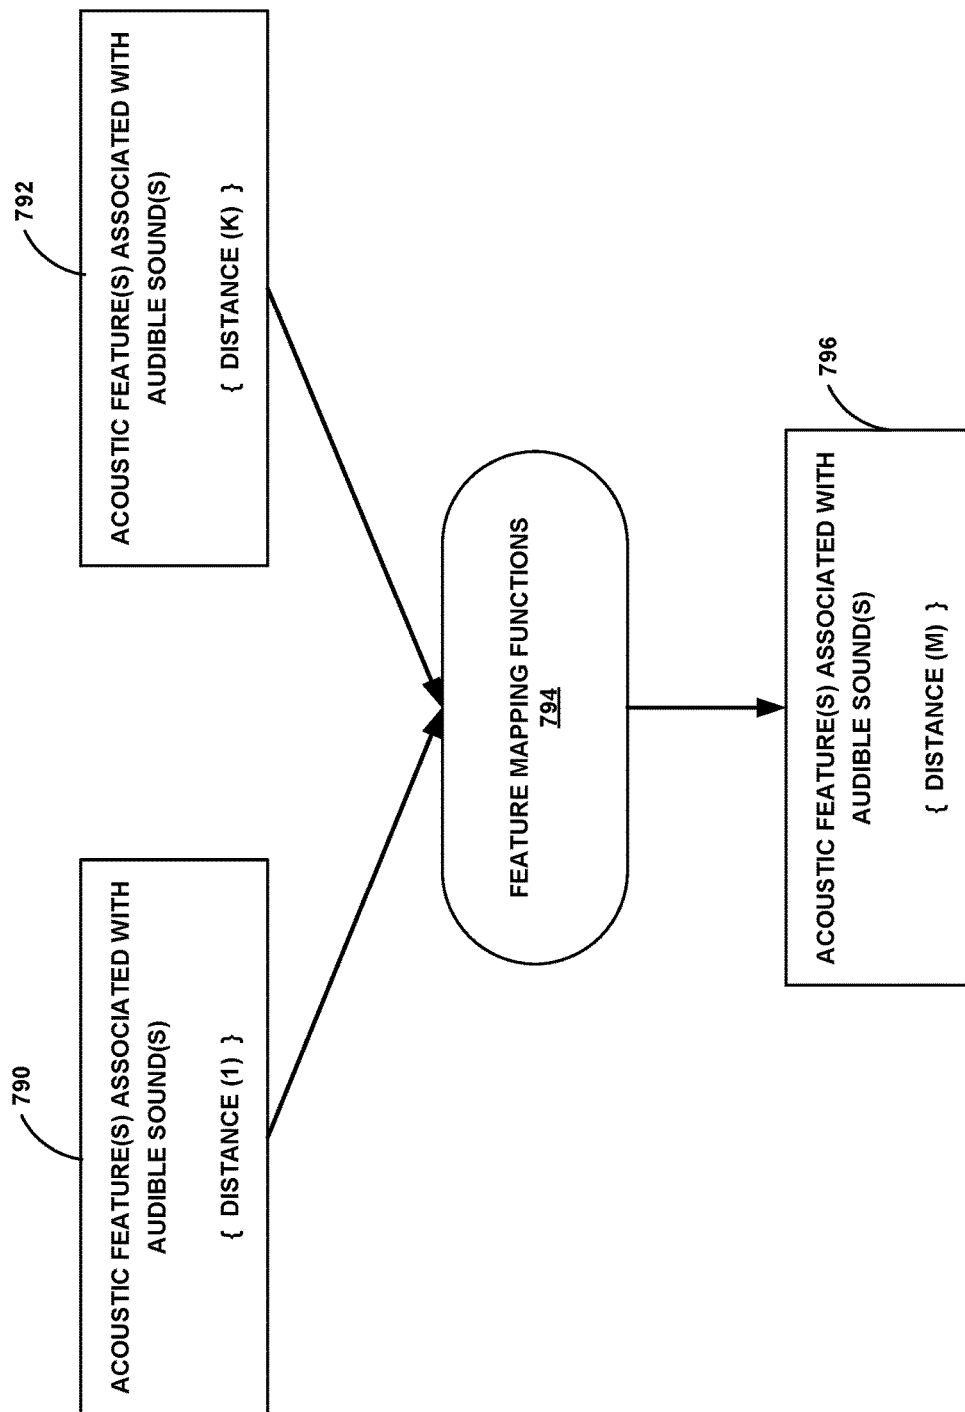 790
ACOUSTIC FEATURE(S) ASSOCIATED WITH
AUDIBLE SOUND(S)
{ DISTANCE (1) }
792
ACOUSTIC FEATURE(S) ASSOCIATED WITH
AUDIBLE SOUND(S)
{ DISTANCE (K) }
FEATURE MAPPING FUNCTIONS
794
796
ACOUSTIC FEATURE(S) ASSOCIATED WITH
AUDIBLE SOUND(S)
{ DISTANCE (M) }